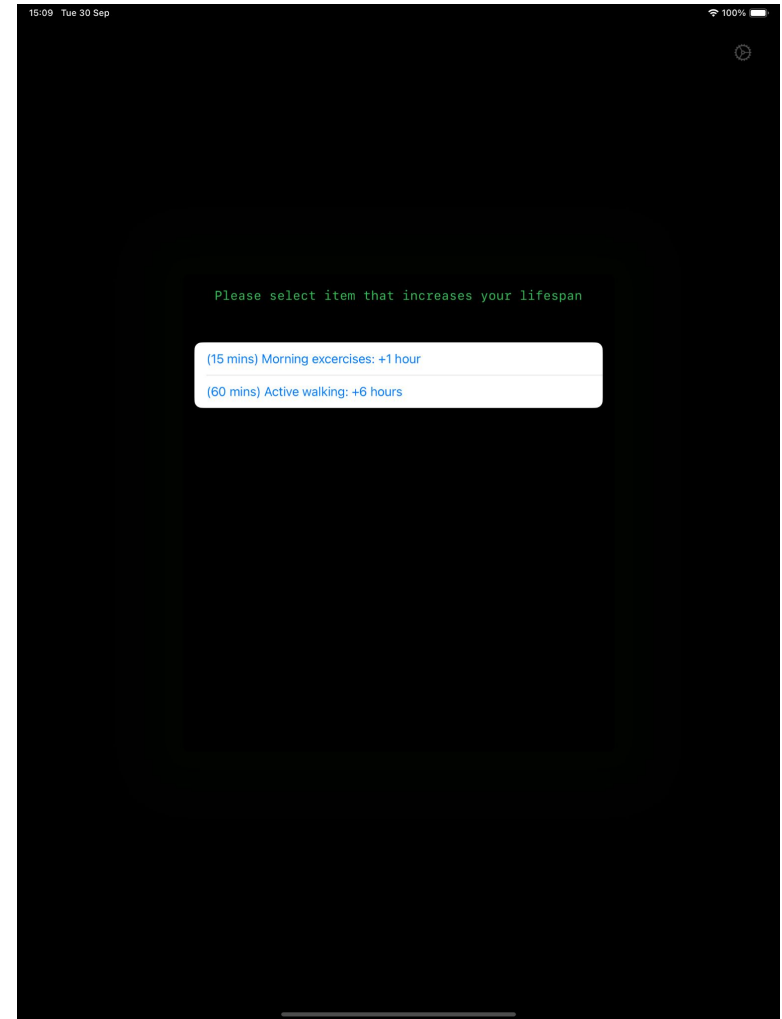 15:09 Tue 30 Sep 100%
Please select item that increases your lifespan
(15 mins) Morning excercises: +1 hour
(60 mins) Active walking: +6 hours